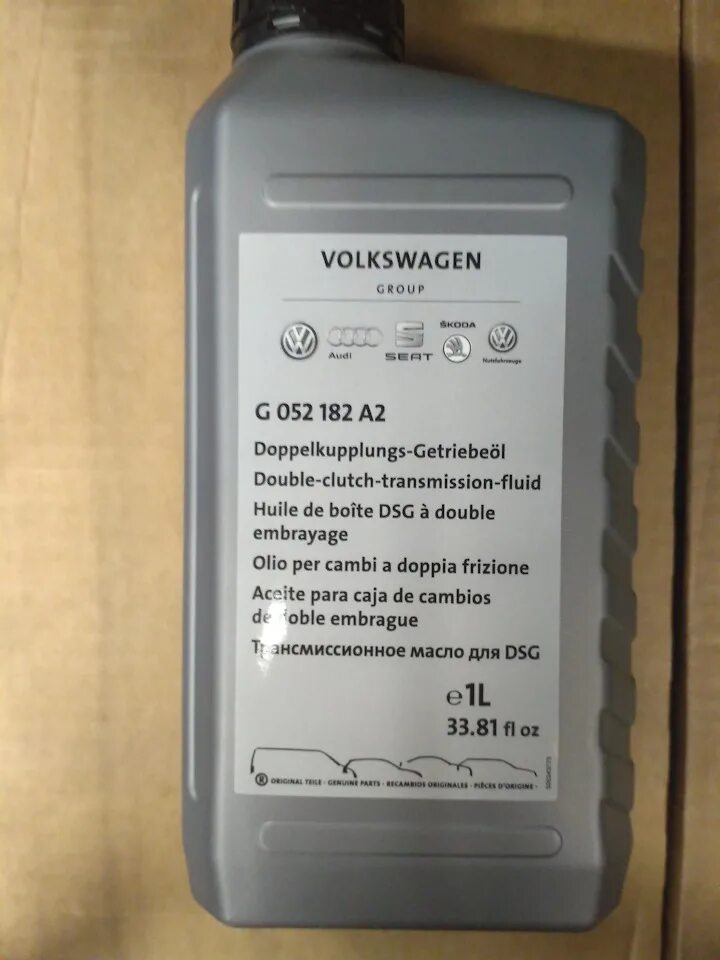 VOLKSWAGEN
GROUP
Audi SEAT ŠKODA Nutzfahrzeuge
G 052 182 A2
Doppelkupplungs-Getriebeöl
Double-clutch-transmission-fluid
Huile de boîte DSG à double
embrayage
Olio per cambi a doppia frizione
Aceite para caja de cambios
de doble embrague
Трансмиссионное масло для DSG
℮1L
33.81 fl oz
® ORIGINAL TEILE · GENUINE PARTS · RECAMBIOS ORIGINALES · PIÈCES D'ORIGINE ·